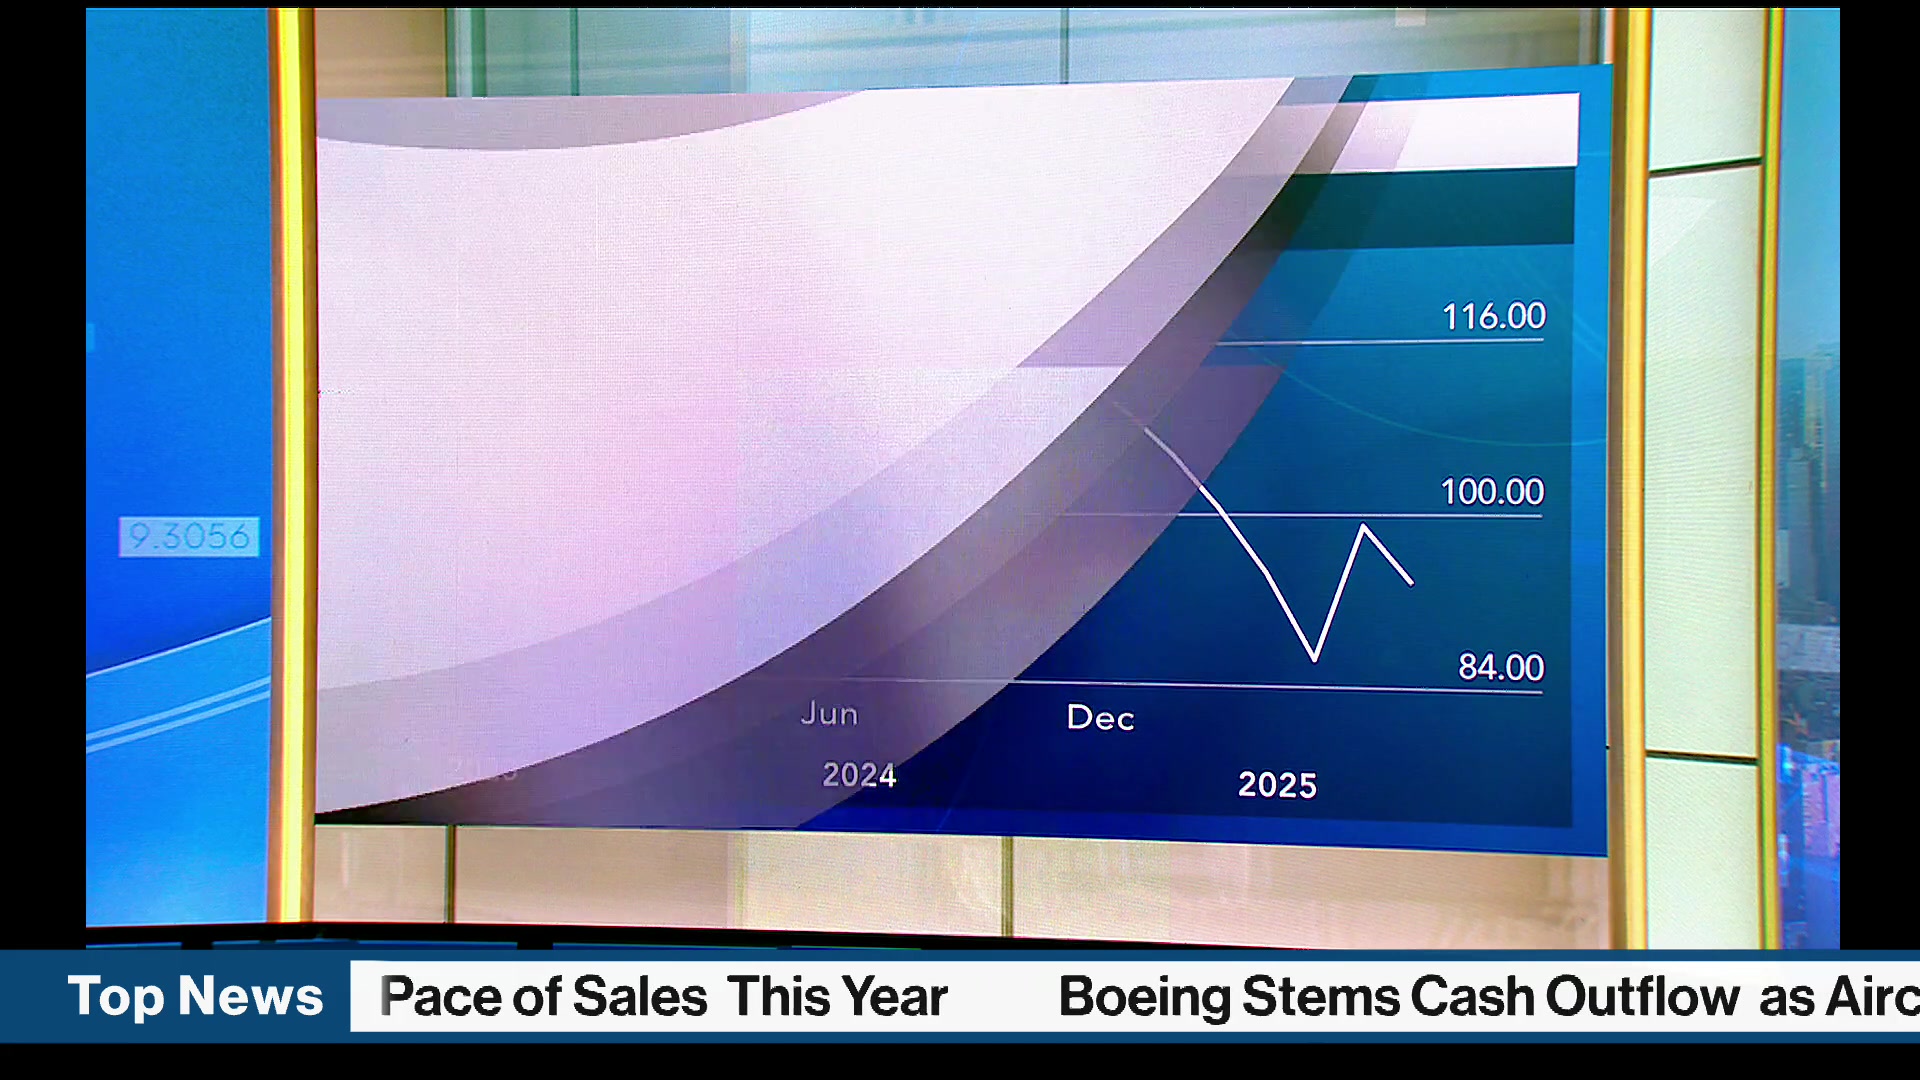 116.00
100.00
9.3056
84.00
Jun
Dec
2024
2025
Top News
Pace of Sales This Year
Boeing Stems Cash Outflow as Airc